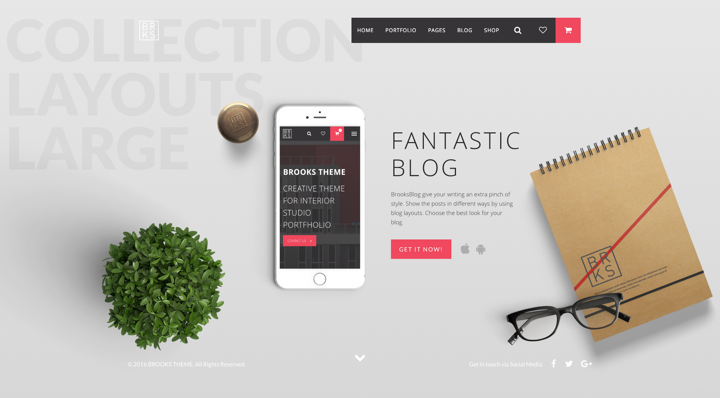 COLLECTION
LAYOUTS
LARGE
BR
KS
HOME PORTFOLIO PAGES BLOG SHOP
BROOKS THEME
CREATIVE THEME
FOR INTERIOR
STUDIO
PORTFHOLIO
CONTACT US
FANTASTIC
BLOG
BrooksBlog give your writing an extra pinch of
style. Show the posts in different ways by using
blog layouts. Choose the best look for your
blog
GET IT NOW!
BR
KS
© 2016 BROOKS THEME. All Rights Reserved.
Get in touch via Social Media: